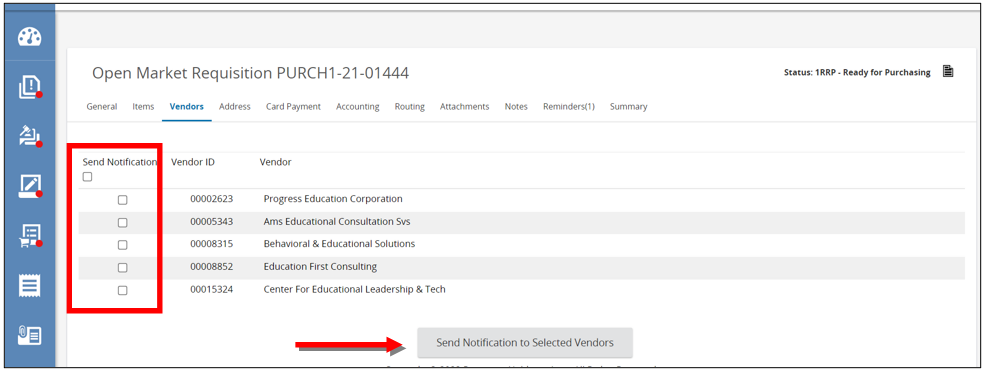 Open Market Requisition PURCH1-21-01444
Status: 1RRP - Ready for Purchasing
General Items Vendors Address Card Payment Accounting Routing Attachments Notes Reminders(1) Summary
Send Notification Vendor ID Vendor
00002623 Progress Education Corporation
00005343 Ams Educational Consultation Svs
00008315 Behavioral & Educational Solutions
00008852 Education First Consulting
00015324 Center For Educational Leadership & Tech
Send Notification to Selected Vendors